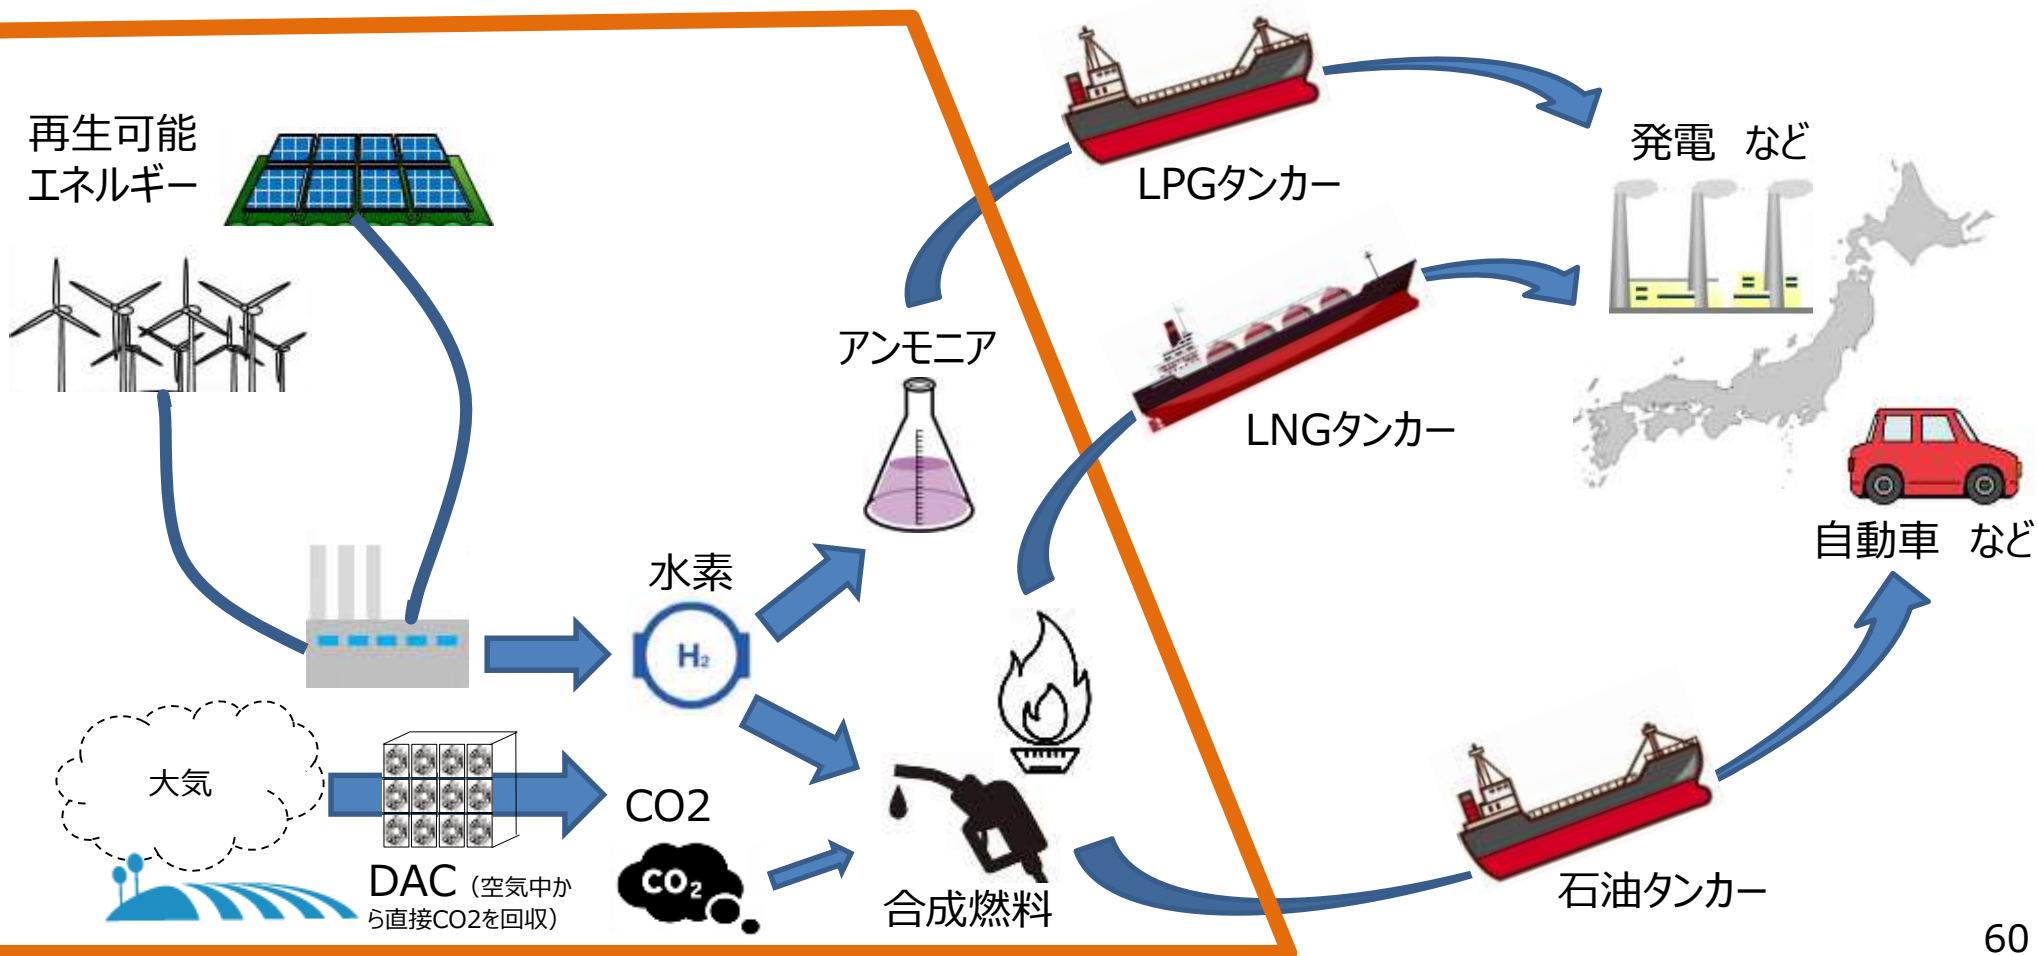 再生可能
エネルギー
LPGタンカー
発電 など
アンモニア
LNGタンカー
自動車 など
水素
H₂
大気
CO2
DAC（空気中か
ら直接CO2を回収）
CO₂
合成燃料
石油タンカー
60